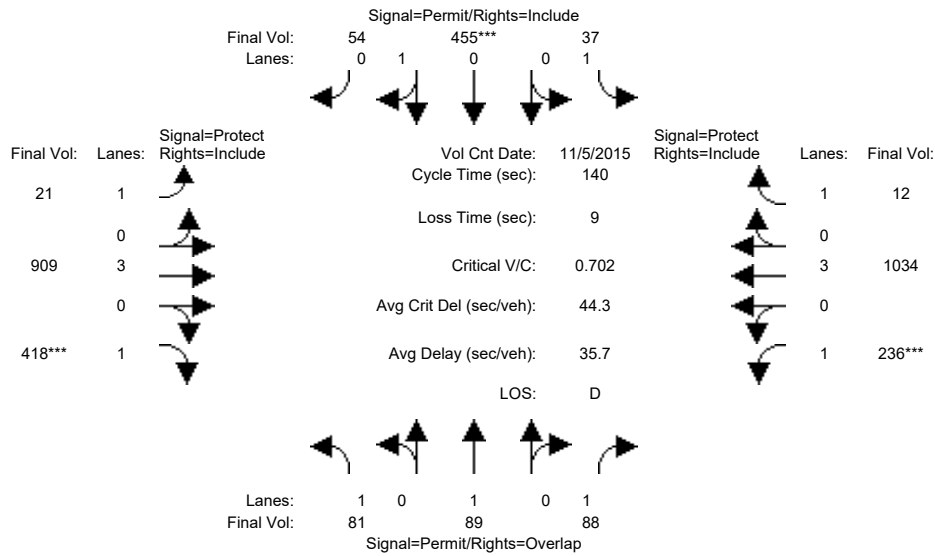 Signal=Permit/Rights=Include
Final Vol: 54 455*** 37
Lanes: 0 1 0 0 1
Signal=Protect
Final Vol: Lanes: Rights=Include
Vol Cnt Date: 11/5/2015
Signal=Protect
Rights=Include Lanes: Final Vol:
Cycle Time (sec): 140
21 1
1 12
Loss Time (sec): 9
0
0
909 3
Critical V/C: 0.702
3 1034
0
Avg Crit Del (sec/veh): 44.3
0
418*** 1
Avg Delay (sec/veh): 35.7
1 236***
LOS: D
Lanes: 1 0 1 0 1
Final Vol: 81 89 88
Signal=Permit/Rights=Overlap